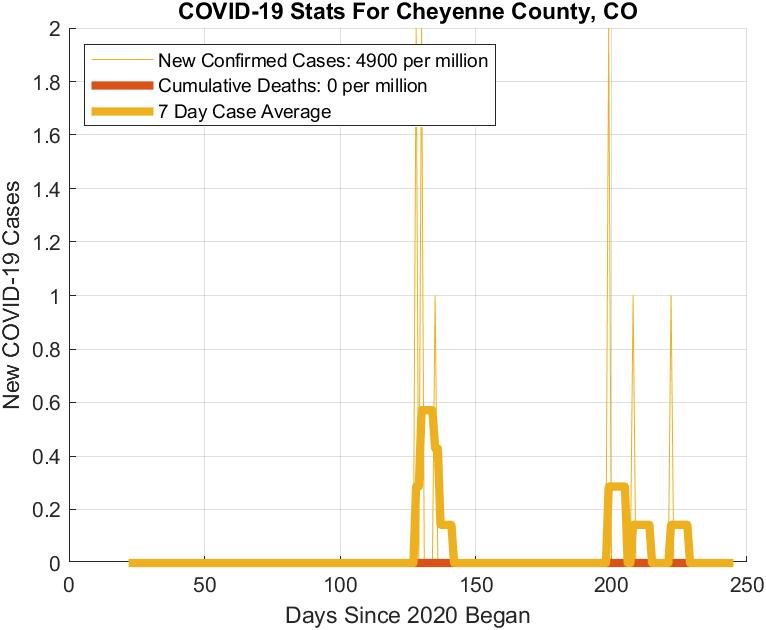 COVID-19 Stats For Cheyenne County, CO
New Confirmed Cases: 4900 per million
Cumulative Deaths: 0 per million
7 Day Case Average
New COVID-19 Cases
2
1.8
1.6
1.4
1.2
1
0.8
0.6
0.4
0.2
0
0 50 100 150 200 250
Days Since 2020 Began